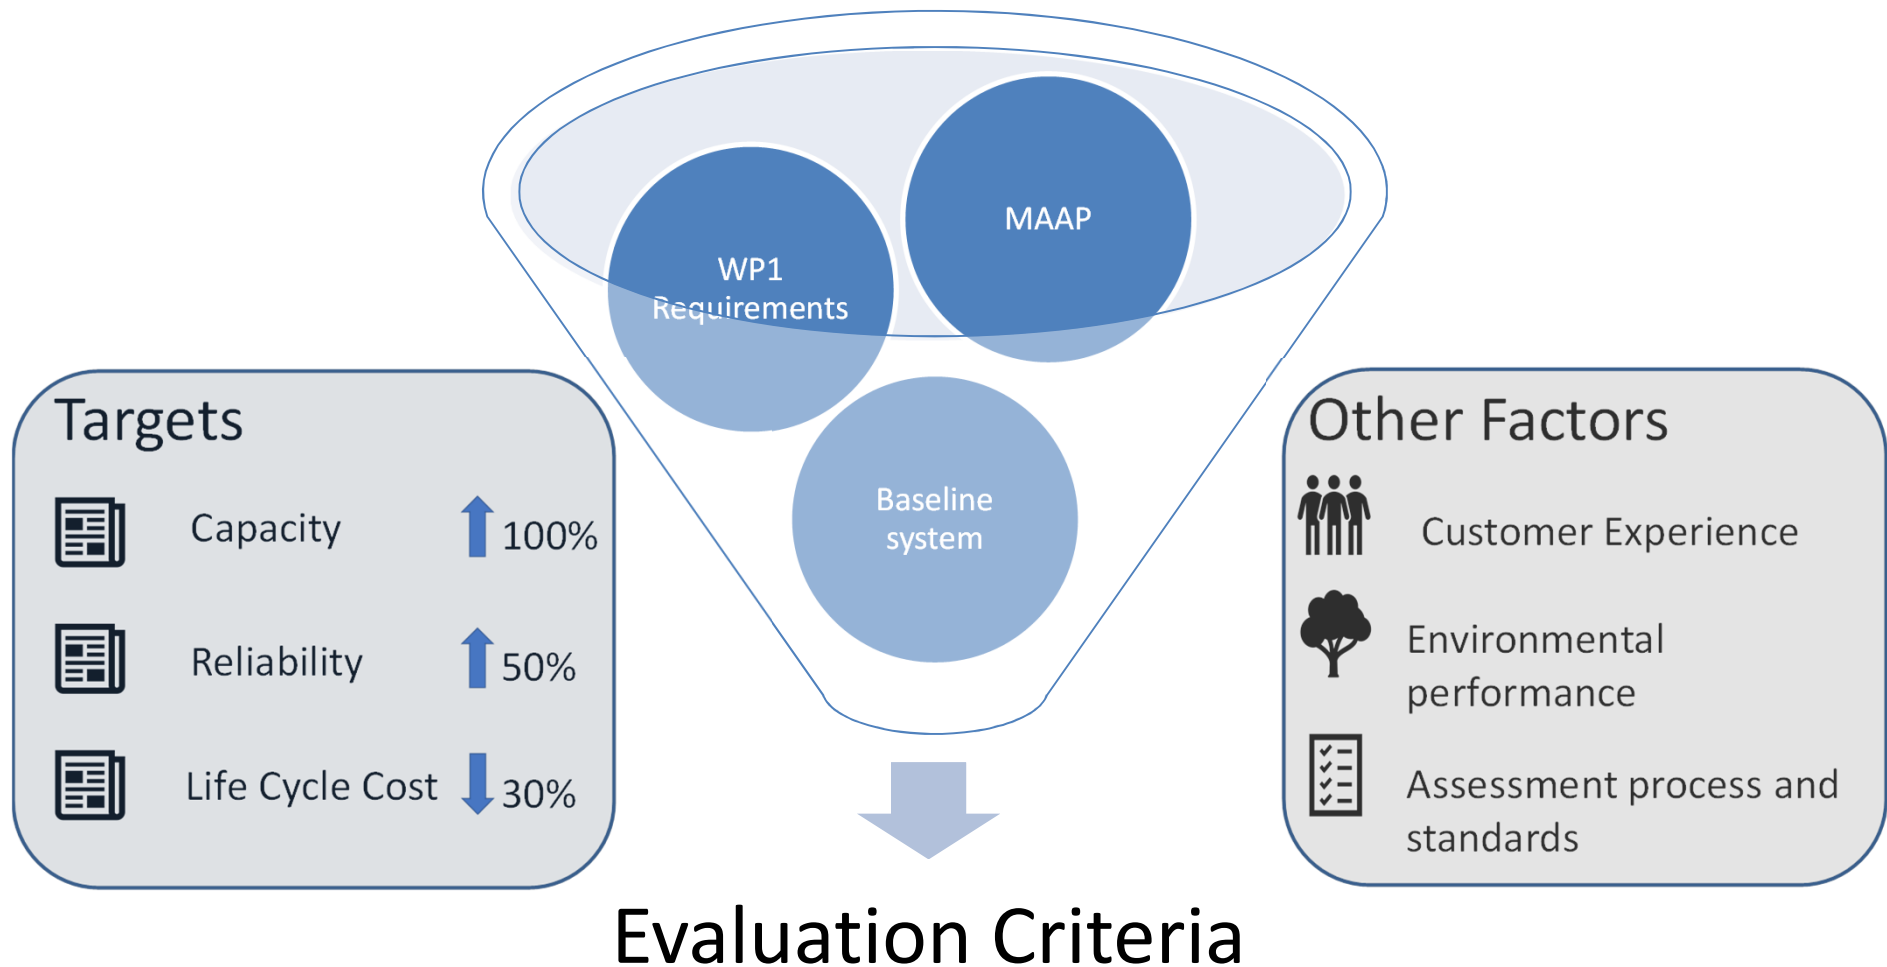 MAAP
WP1
Requirements
Baseline
system
Targets
Capacity 100%
Reliability 50%
Life Cycle Cost 30%
Other Factors
Customer Experience
Environmental
performance
Assessment process and
standards
Evaluation Criteria